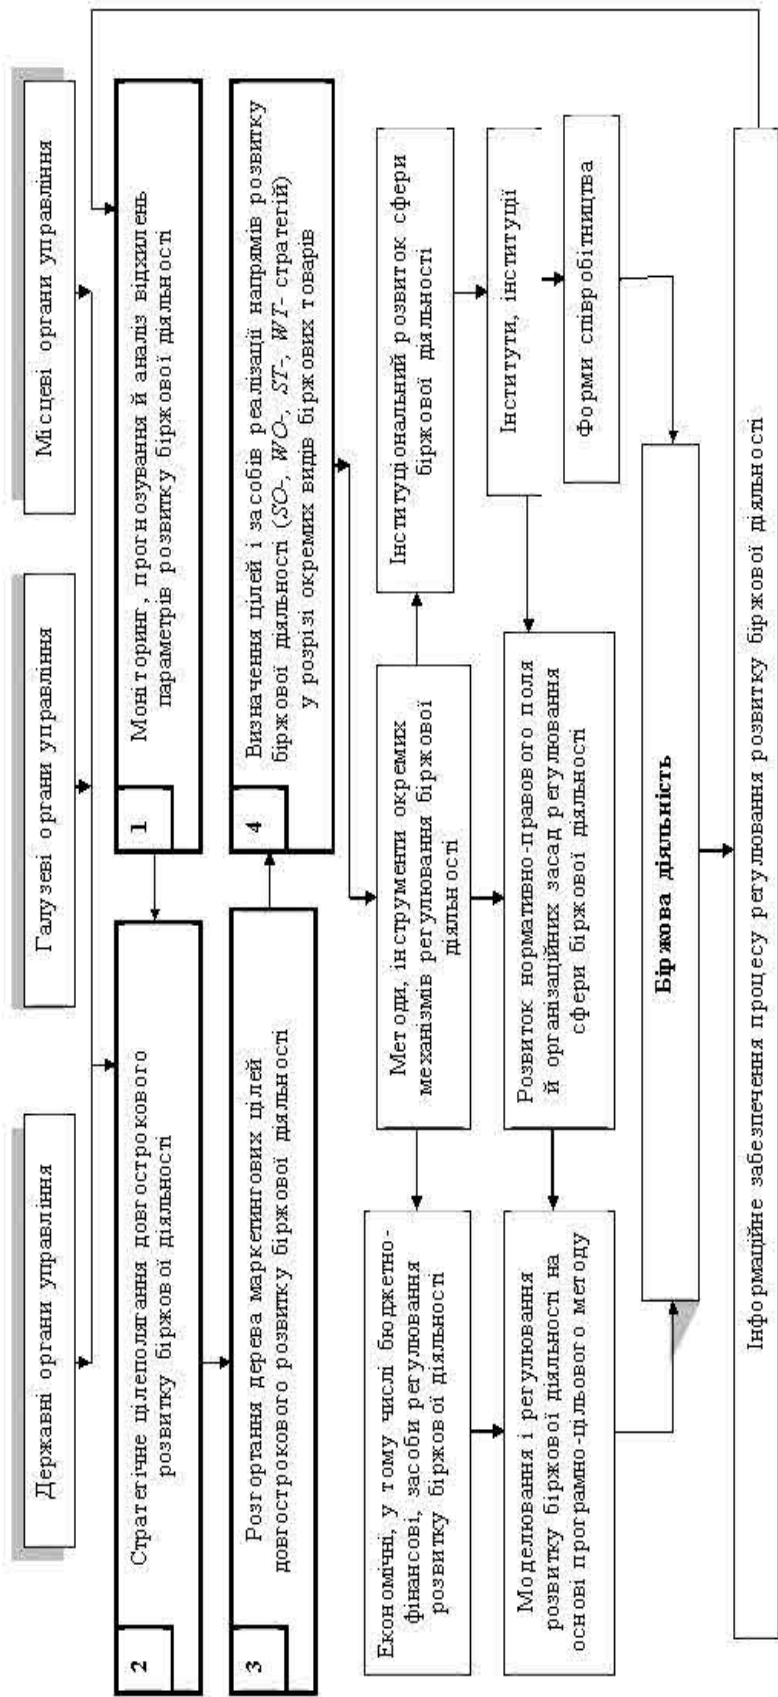 Державні органи управління
Галузеві органи управління
Місцеві органи управління
2
Стратегічне цілеполягання довгострокового
розвитку біржової діяльності
1
Моніторинг, прогнозування й аналіз відхилень
параметрів розвитку біржової діяльності
3
Розгортання дерева маркетингових цілей
довгострокового розвитку біржової діяльності
4
Визначення цілей і засобів реалізації напрямів розвитку
біржової діяльності (SO-, WO-, ST-, WT- стратегій)
у розрізі окремих видів біржових товарів
Економічні, у тому числі бюджетно-
фінансові, засоби регулювання
розвитку біржової діяльності
Методи, інструменти окремих
механізмів регулювання біржової
діяльності
Інституціональний розвиток сфери
біржової діяльності
Моделювання і регулювання
розвитку біржової діяльності на
основі програмно-цільового методу
Розвиток нормативно-правового поля
й організаційних засад регулювання
сфери біржової діяльності
Інститути, інституції
Форми співробітництва
Біржова діяльність
Інформаційне забезпечення процесу регулювання розвитку біржової діяльності